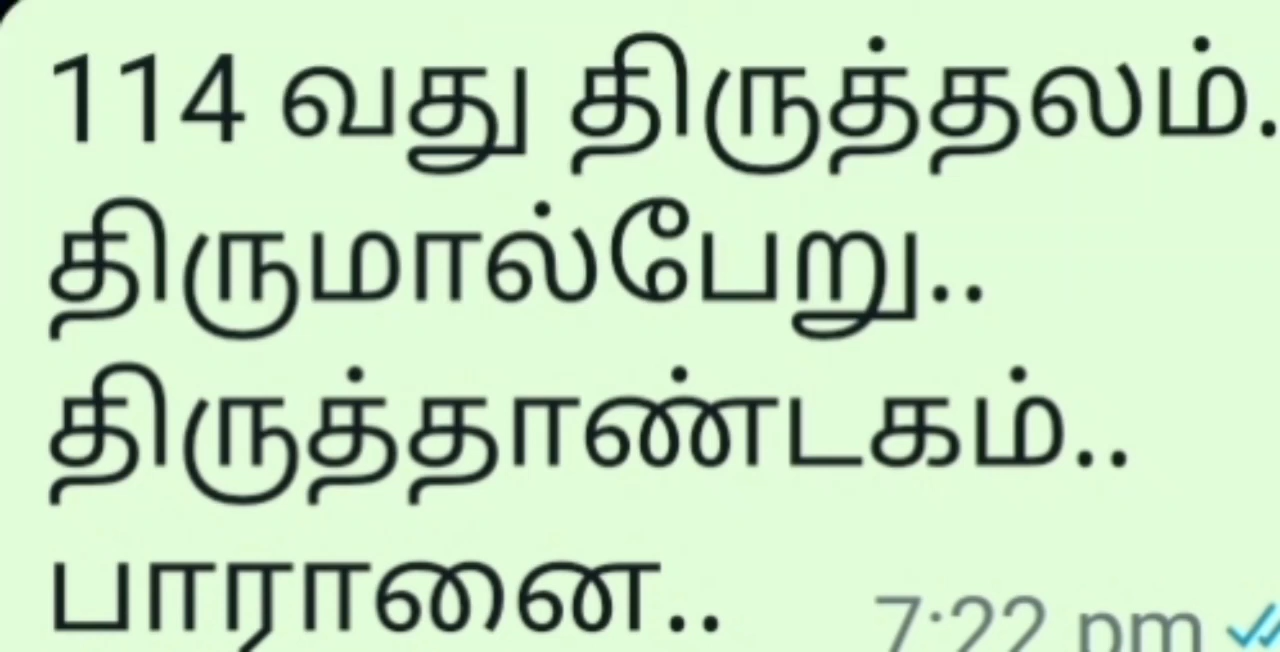 114 வது திருத்தலம்.
திருமால்பேறு..
திருத்தாண்டகம்..
பாரானை..
7:22 pm